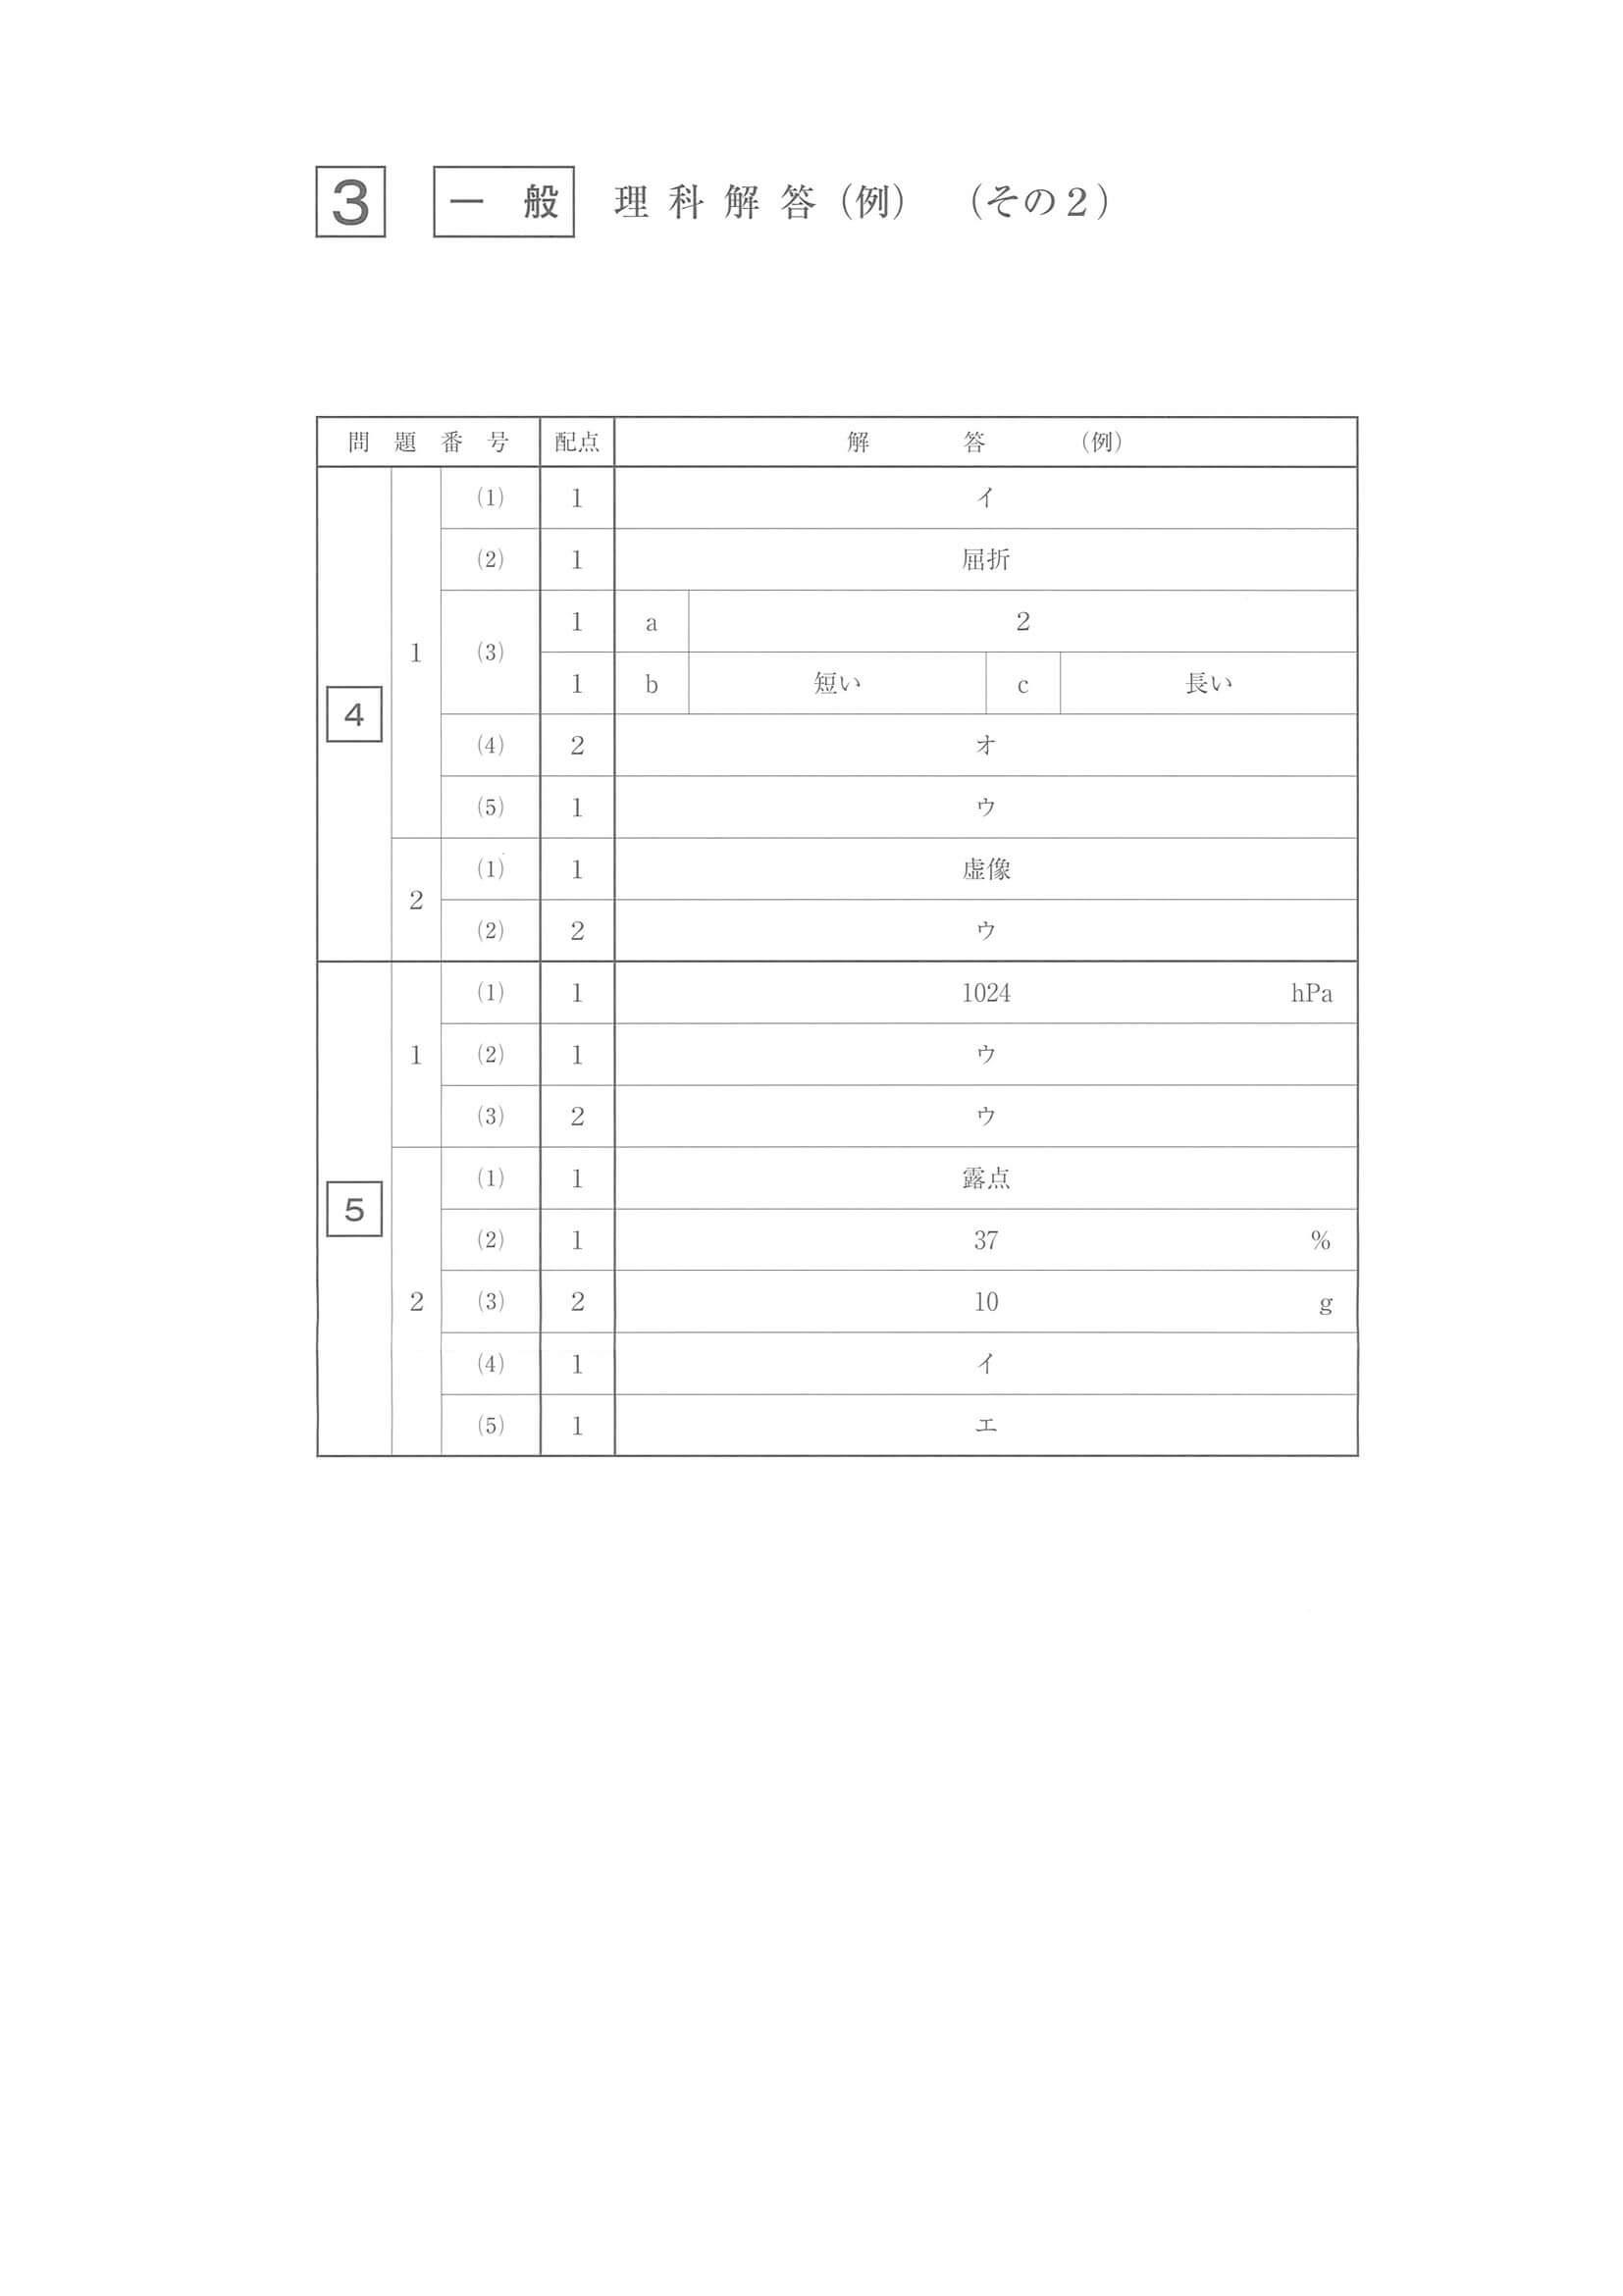 3 一般 理科解答(例) (その2)
問題番号 配点 解答(例)
4 1 (1) 1 イ
(2) 1 屈折
(3) 1 a 2
1 b 短い c 長い
(4) 2 オ
(5) 1 ウ
2 (1) 1 虚像
(2) 2 ウ
5 1 (1) 1 1024 hPa
(2) 1 ウ
(3) 2 ウ
2 (1) 1 露点
(2) 1 37 %
(3) 2 10 g
(4) 1 イ
(5) 1 エ